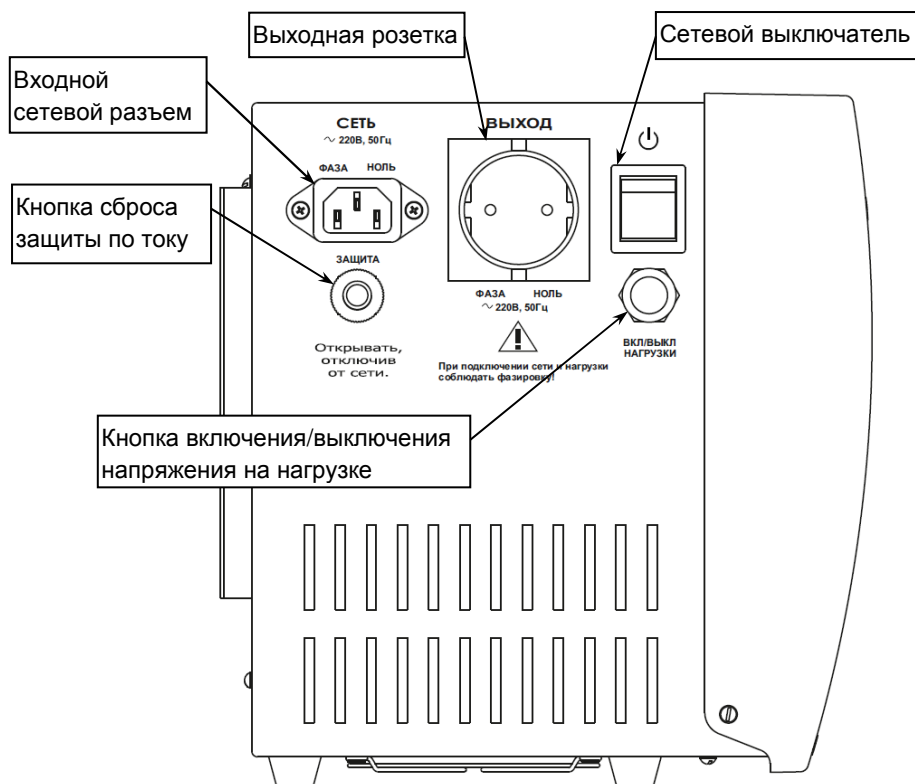 Выходная розетка
Сетевой выключатель
Входной
сетевой разъем
СЕТЬ
~ 220В, 50Гц
ФАЗА НОЛЬ
ВЫХОД
Кнопка сброса
защиты по току
ЗАЩИТА
ФАЗА НОЛЬ
~ 220В, 50Гц
Открывать,
отключив
от сети.
При подключении сети и нагрузки
соблюдать фазировку!
ВКЛ/ВЫКЛ
НАГРУЗКИ
Кнопка включения/выключения
напряжения на нагрузке